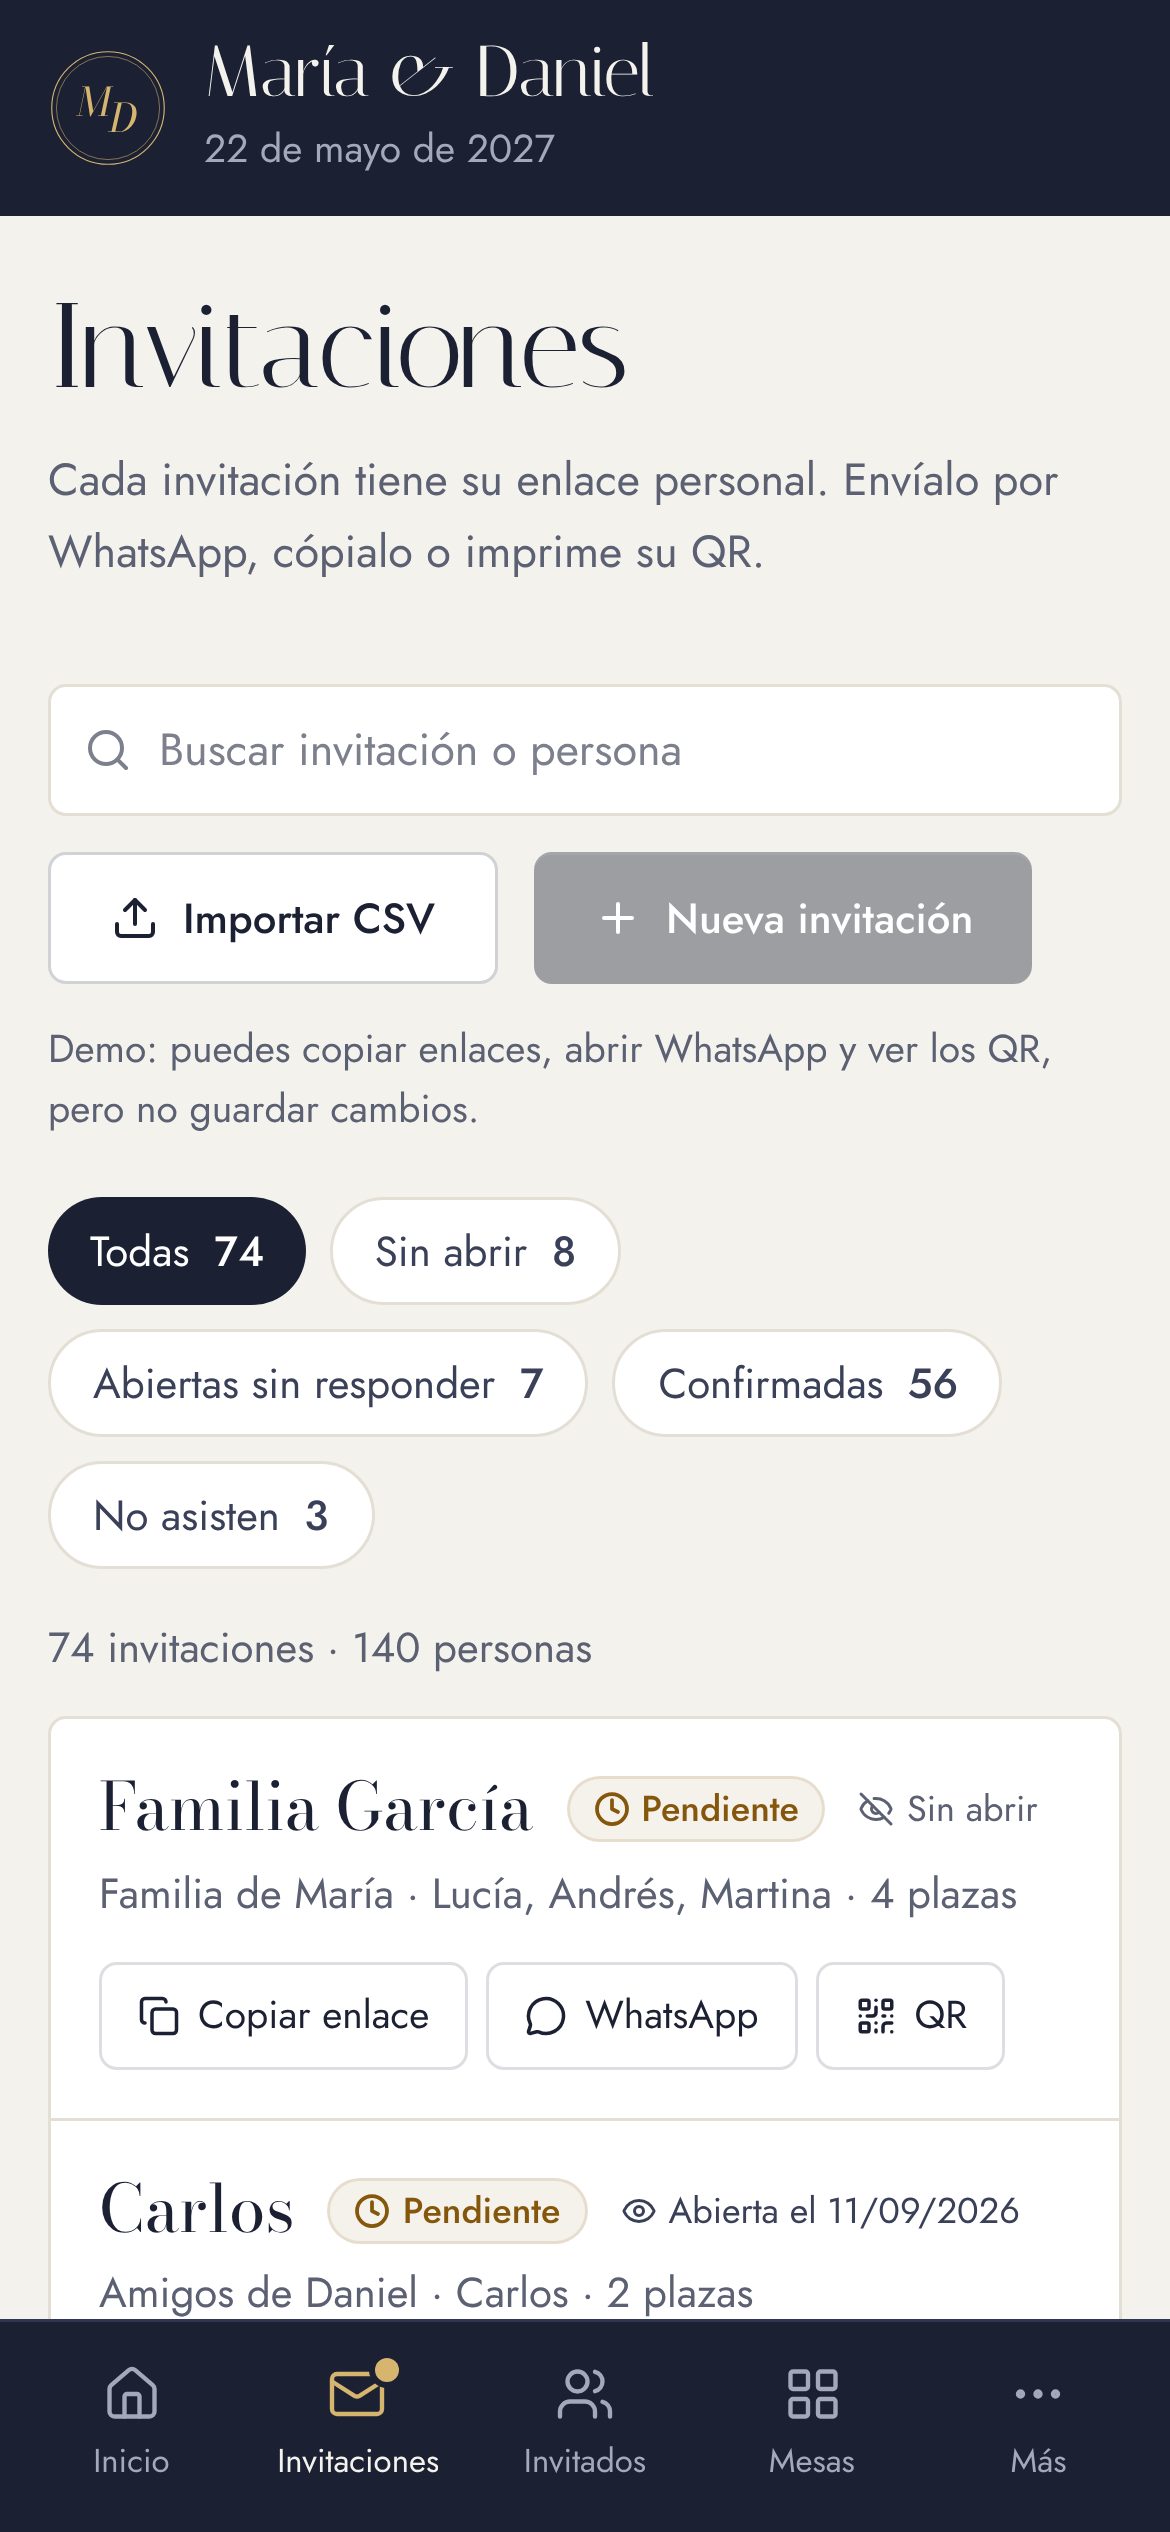 MD
María & Daniel
22 de mayo de 2027
Invitaciones
Cada invitación tiene su enlace personal. Envíalo por
WhatsApp, cópialo o imprime su QR.
Buscar invitación o persona
Importar CSV
Nueva invitación
Demo: puedes copiar enlaces, abrir WhatsApp y ver los QR,
pero no guardar cambios.
Todas 74
Sin abrir 8
Abiertas sin responder 7
Confirmadas 56
No asisten 3
74 invitaciones · 140 personas
Familia García Pendiente Sin abrir
Familia de María · Lucía, Andrés, Martina · 4 plazas
Copiar enlace
WhatsApp
QR
Carlos Pendiente Abierta el 11/09/2026
Amigos de Daniel · Carlos · 2 plazas
Inicio
Invitaciones
Invitados
Mesas
Más